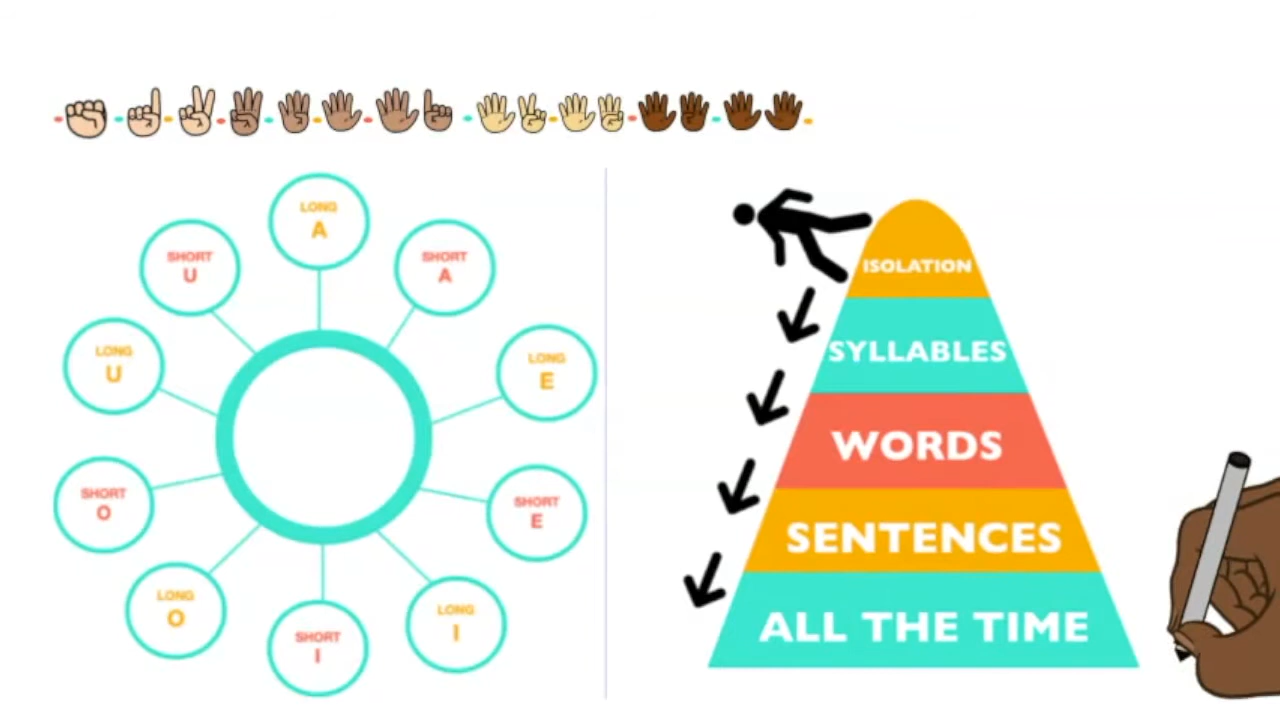 LONG
A
SHORT
A
LONG
E
SHORT
E
LONG
I
SHORT
I
LONG
O
SHORT
O
LONG
U
SHORT
U
ISOLATION
SYLLABLES
WORDS
SENTENCES
ALL THE TIME